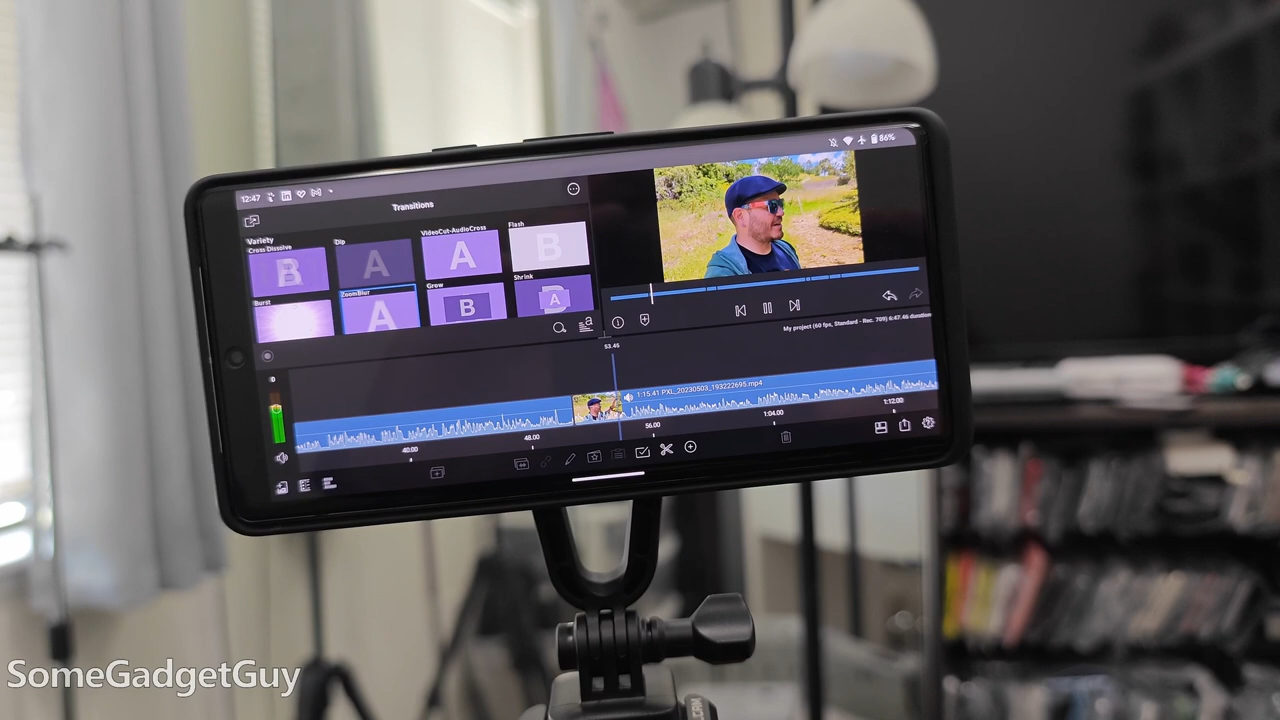 12:47
86%
Transitions
Variety
Cross Dissolve
Dip
VideoCut-AudioCross
Flash
B
A
A
B
Burst
ZoomBlur
Grow
Shrink
A
B
A
My project (60 fps, Standard - Rec. 709) 6:47.46 duration
53.45
1:15.41 PXL_20230503_193222695.mp4
40.00
48.00
56.00
1:04.00
1:12.00
SomeGadgetGuy